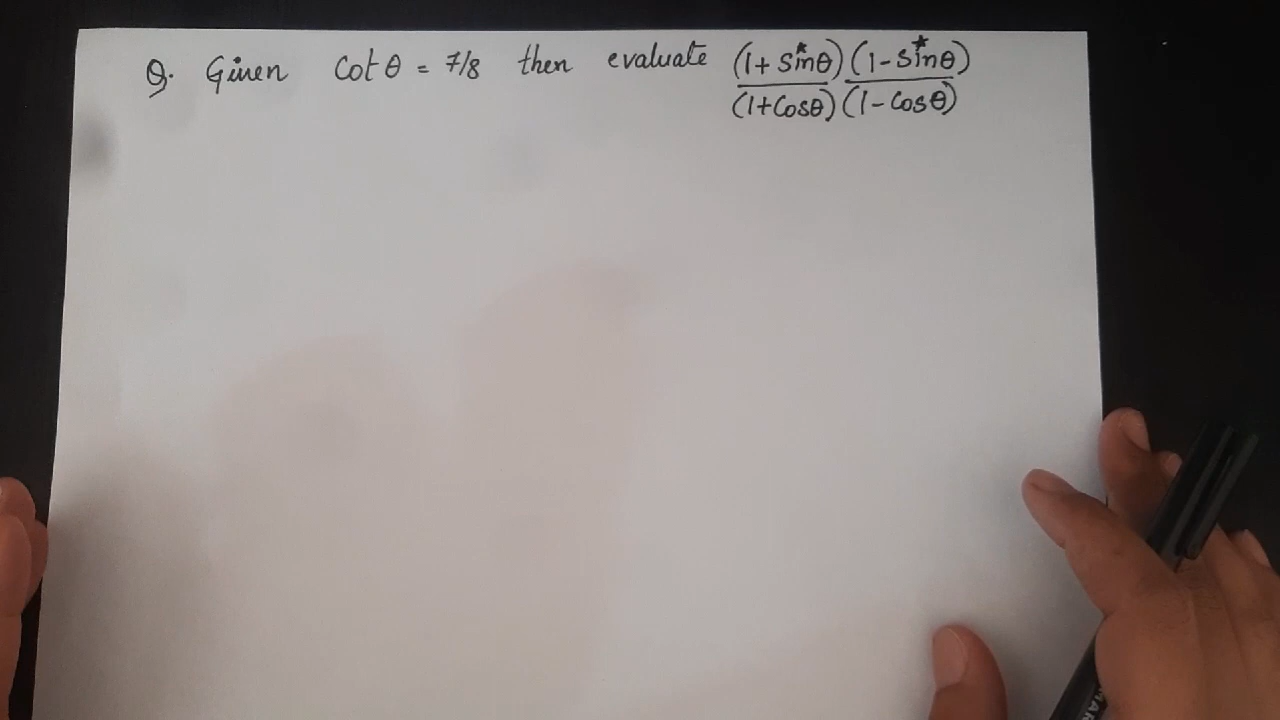 Q. Given Cot θ = 7/8 then evaluate (1+Sinθ)(1-Sinθ)
(1+Cosθ)(1-Cosθ)